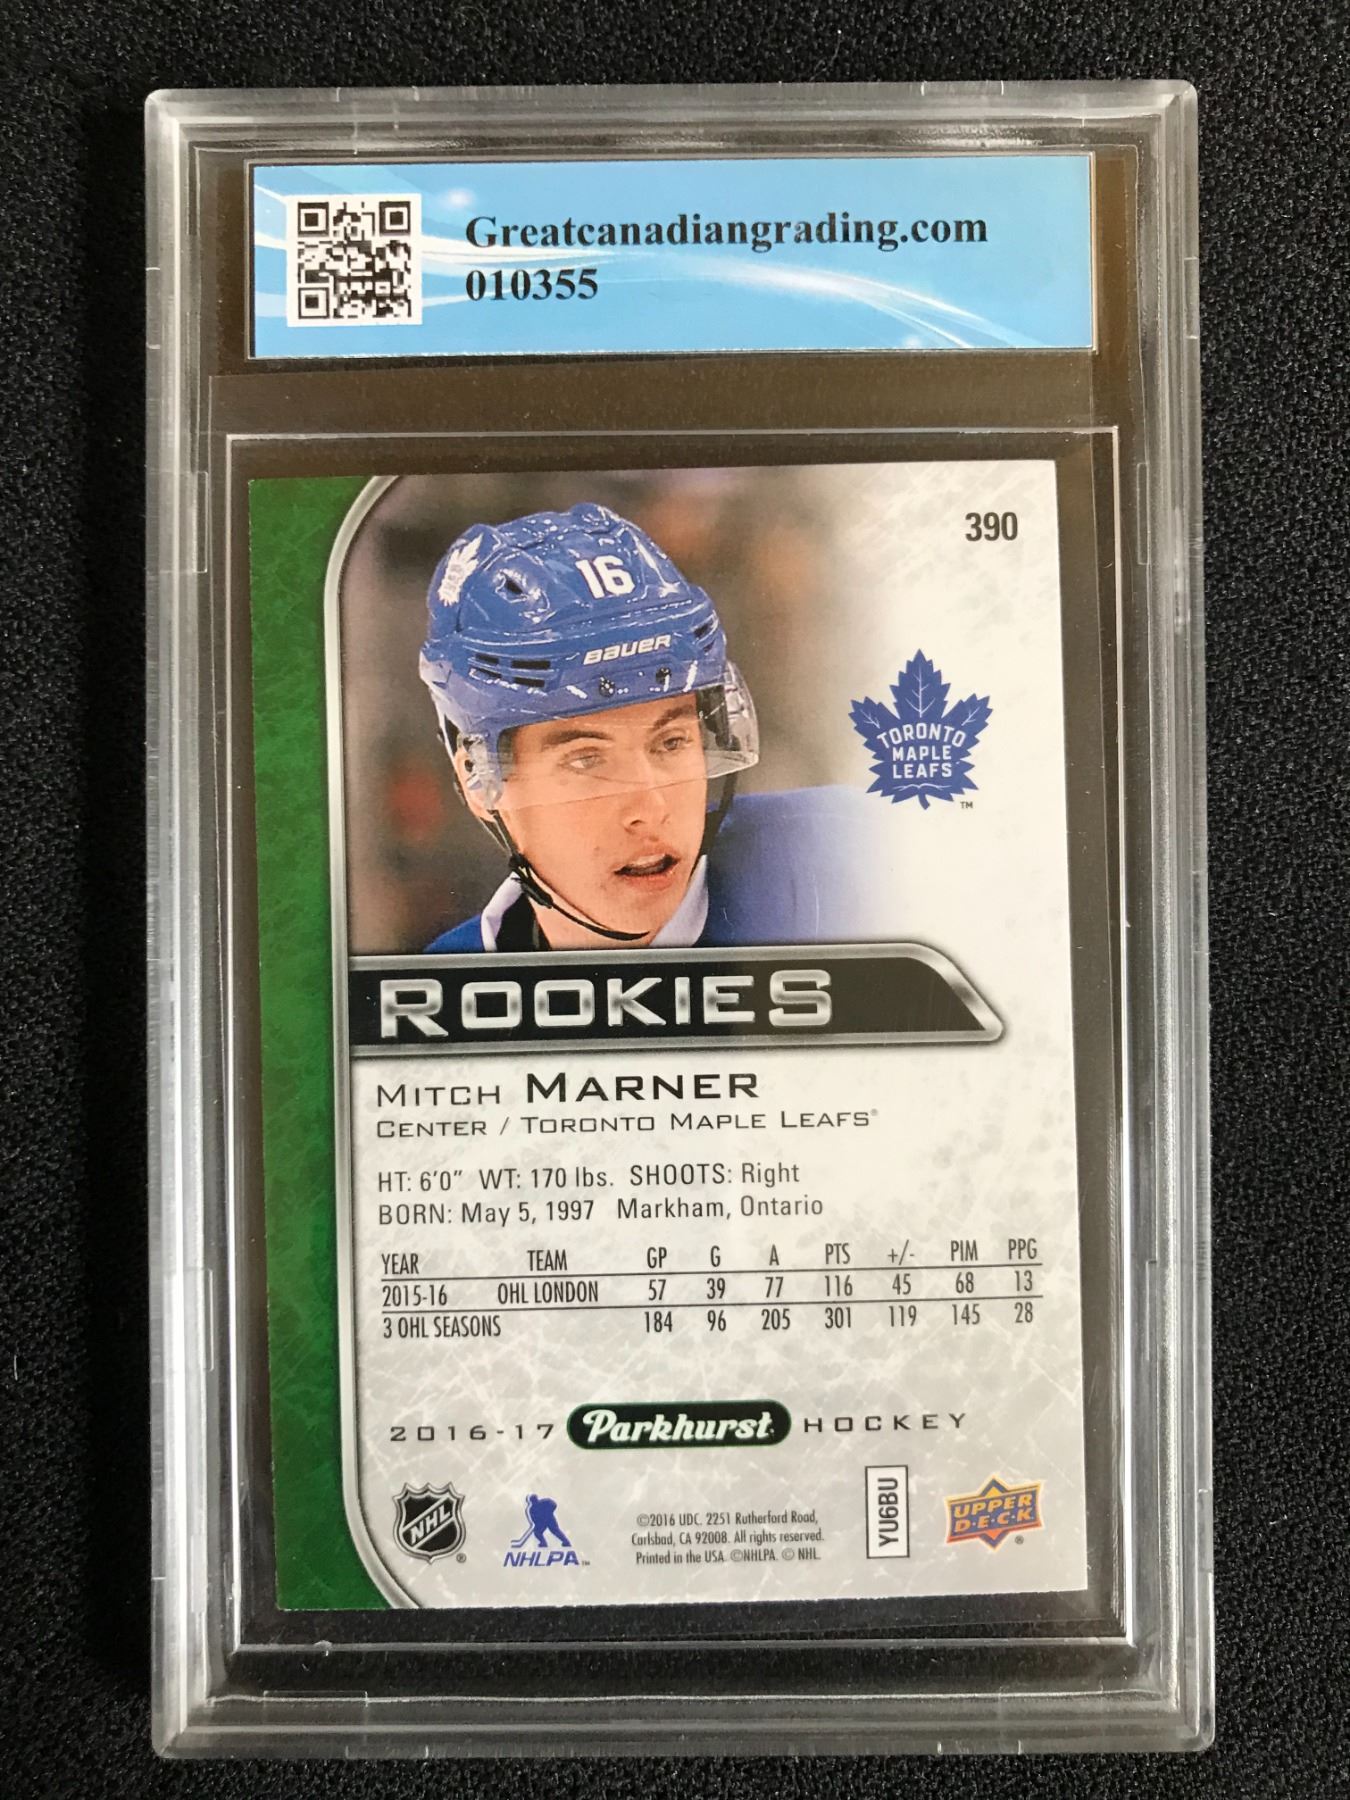 Greatcanadiangrading.com
010355
390
16
BAUER
TORONTO
MAPLE
LEAFS
TM
ROOKIES
MITCH MARNER
CENTER / TORONTO MAPLE LEAFS®
HT: 6'0" WT: 170 lbs. SHOOTS: Right
BORN: May 5, 1997 Markham, Ontario
YEAR TEAM GP G A PTS +/- PIM PPG
2015-16 OHL LONDON 57 39 77 116 45 68 13
3 OHL SEASONS 184 96 205 301 119 145 28
2016-17 Parkhurst HOCKEY
NHL ®
NHLPA TM
©2016 UDC. 2251 Rutherford Road,
Carlsbad, CA 92008. All rights reserved.
Printed in the USA. ©NHLPA. © NHL.
YU6BU
UPPER
D·E·C·K ®